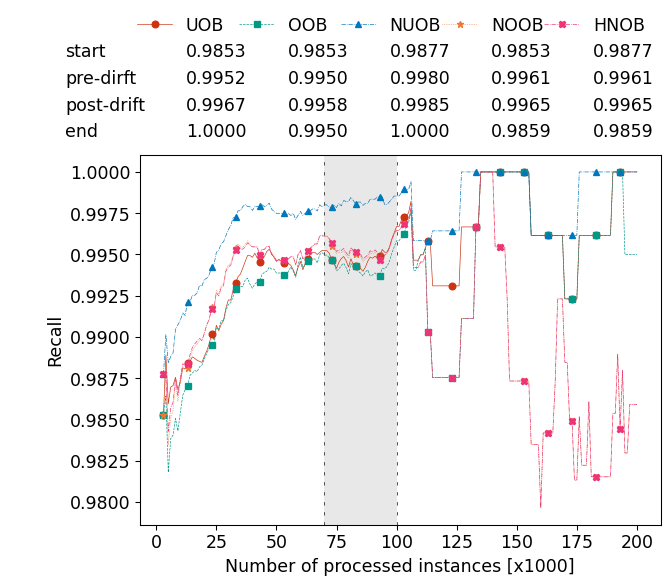 UOB OOB NUOB NOOB HNOB
start 0.9853 0.9853 0.9877 0.9853 0.9877
pre-dirft 0.9952 0.9950 0.9980 0.9961 0.9961
post-drift 0.9967 0.9958 0.9985 0.9965 0.9965
end 1.0000 0.9950 1.0000 0.9859 0.9859
1.0000
0.9975
0.9950
0.9925
0.9900
0.9875
0.9850
0.9825
0.9800
Recall
0 25 50 75 100 125 150 175 200
Number of processed instances [x1000]